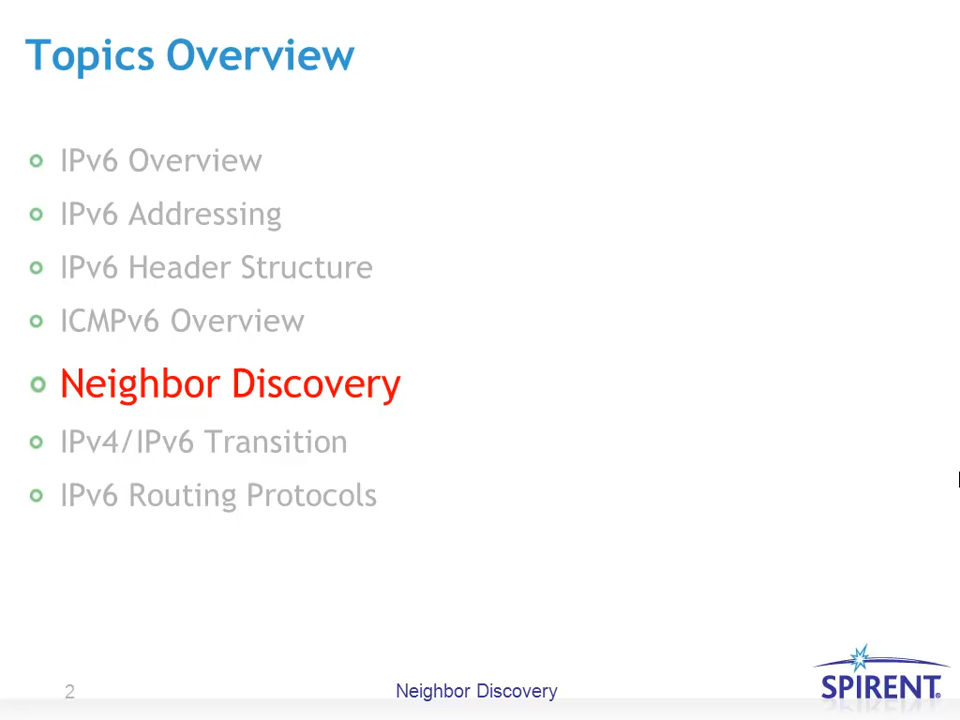 Topics Overview
IPv6 Overview
IPv6 Addressing
IPv6 Header Structure
ICMPv6 Overview
Neighbor Discovery
IPv4/IPv6 Transition
IPv6 Routing Protocols
2
Neighbor Discovery
SPIRENT®